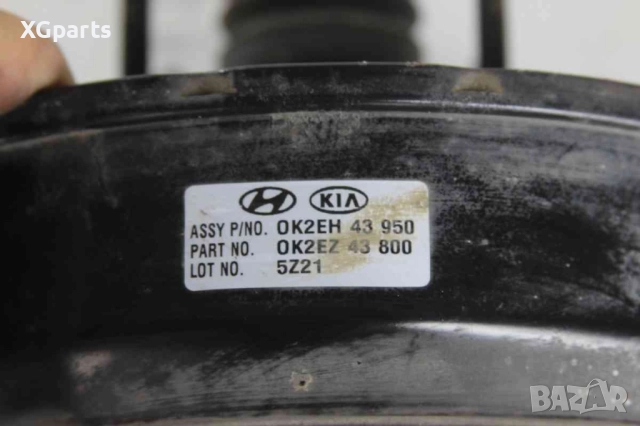 XGparts
KIA
ASSY P/NO. 0K2EH 43 950
PART NO. 0K2EZ 43 800
LOT NO. 5Z21
BAZAR